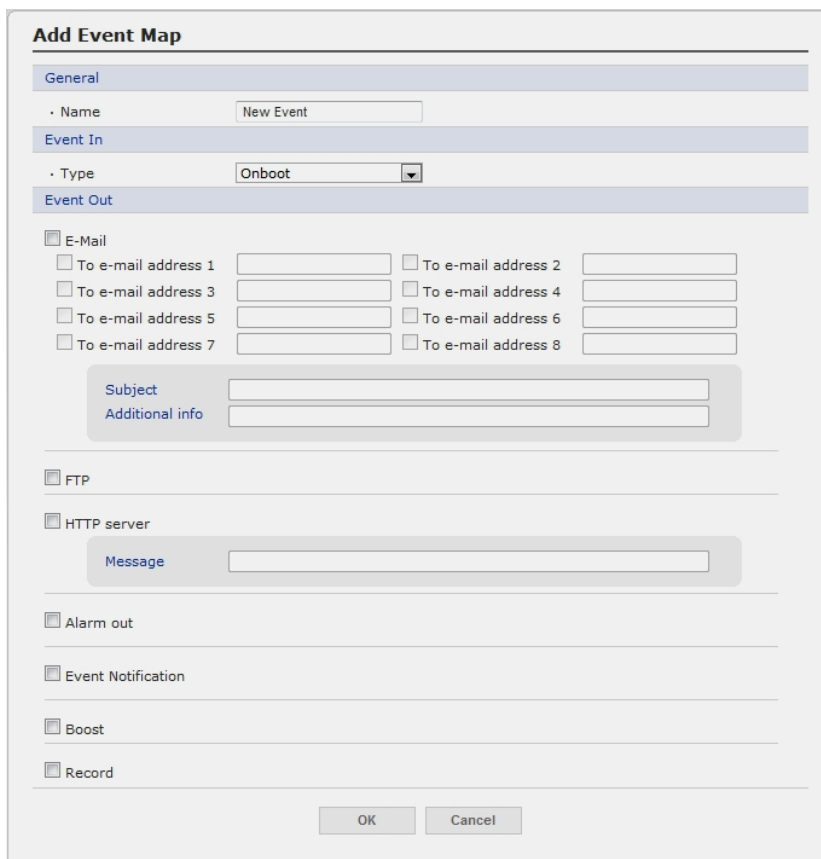 Add Event Map
General
· Name New Event
Event In
· Type Onboot
Event Out
E-Mail
To e-mail address 1 To e-mail address 2
To e-mail address 3 To e-mail address 4
To e-mail address 5 To e-mail address 6
To e-mail address 7 To e-mail address 8
Subject
Additional info
FTP
HTTP server
Message
Alarm out
Event Notification
Boost
Record
OK Cancel